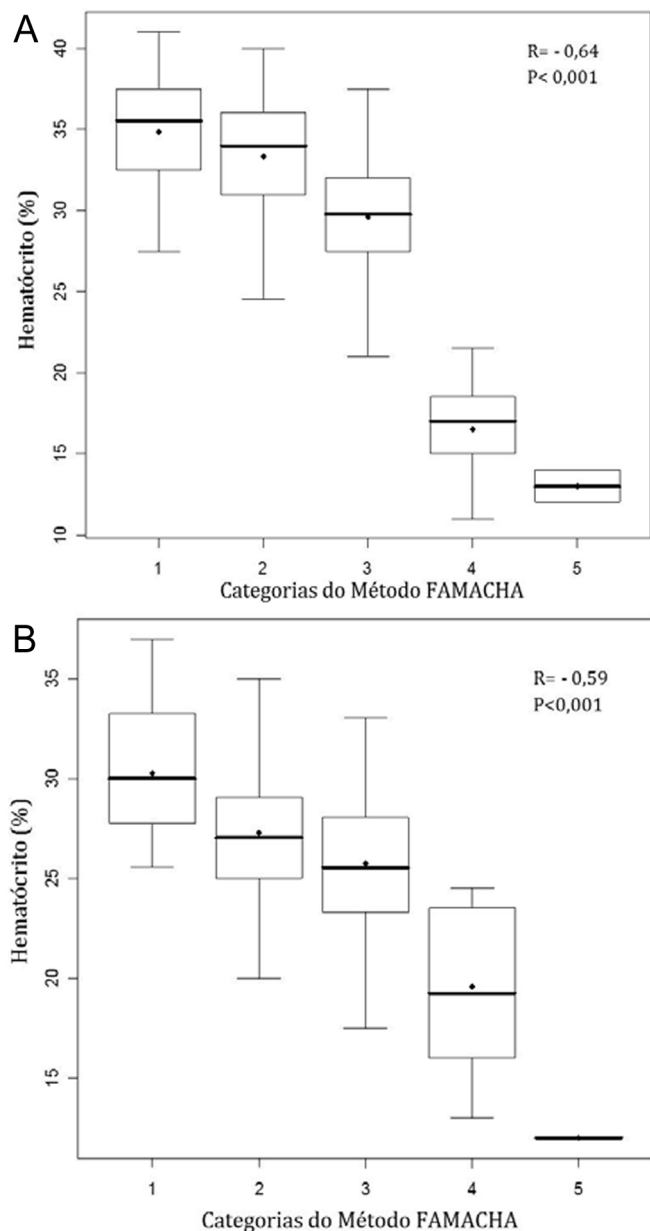 A
R= - 0,64
P< 0,001
Hematócrito (%)
40
35
30
25
20
15
10
1 2 3 4 5
Categorias do Método FAMACHA
B
R= - 0,59
P<0,001
Hematócrito (%)
35
30
25
20
15
1 2 3 4 5
Categorias do Método FAMACHA